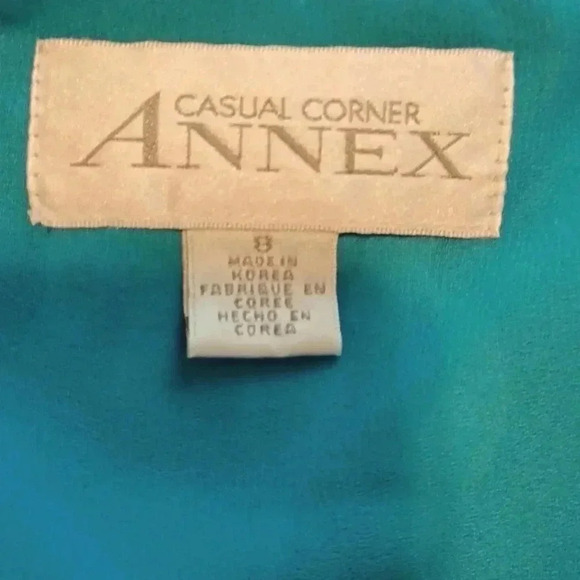 CASUAL CORNER
ANNEX
8
MADE IN
KOREA
FABRIQUE EN
COREE
HECHO EN
COREA